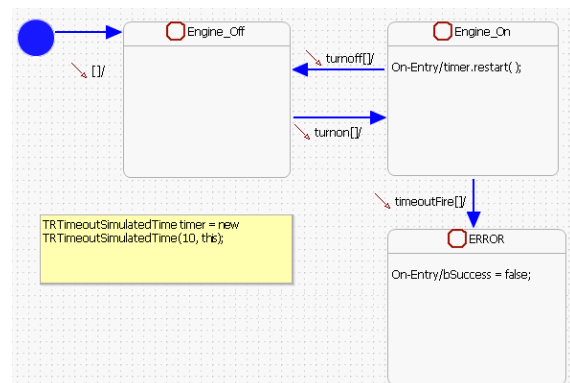 Engine_Off
Engine_On
[]/
turnoff[]/
On-Entry/timer.restart( );
turnon[]/
timeoutFire[]/
TRTimeoutSimulatedTime timer = new
TRTimeoutSimulatedTime(10, this);
ERROR
On-Entry/bSuccess = false;